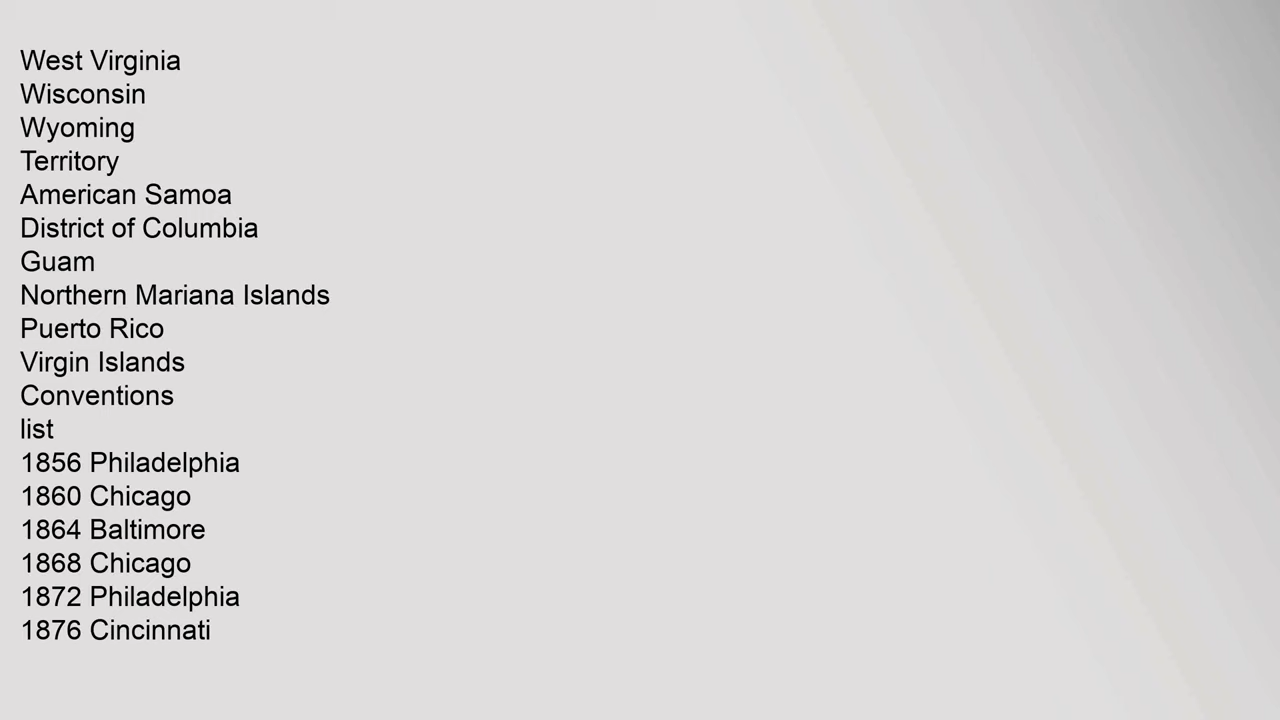 West Virginia
Wisconsin
Wyoming
Territory
American Samoa
District of Columbia
Guam
Northern Mariana Islands
Puerto Rico
Virgin Islands
Conventions
list
1856 Philadelphia
1860 Chicago
1864 Baltimore
1868 Chicago
1872 Philadelphia
1876 Cincinnati